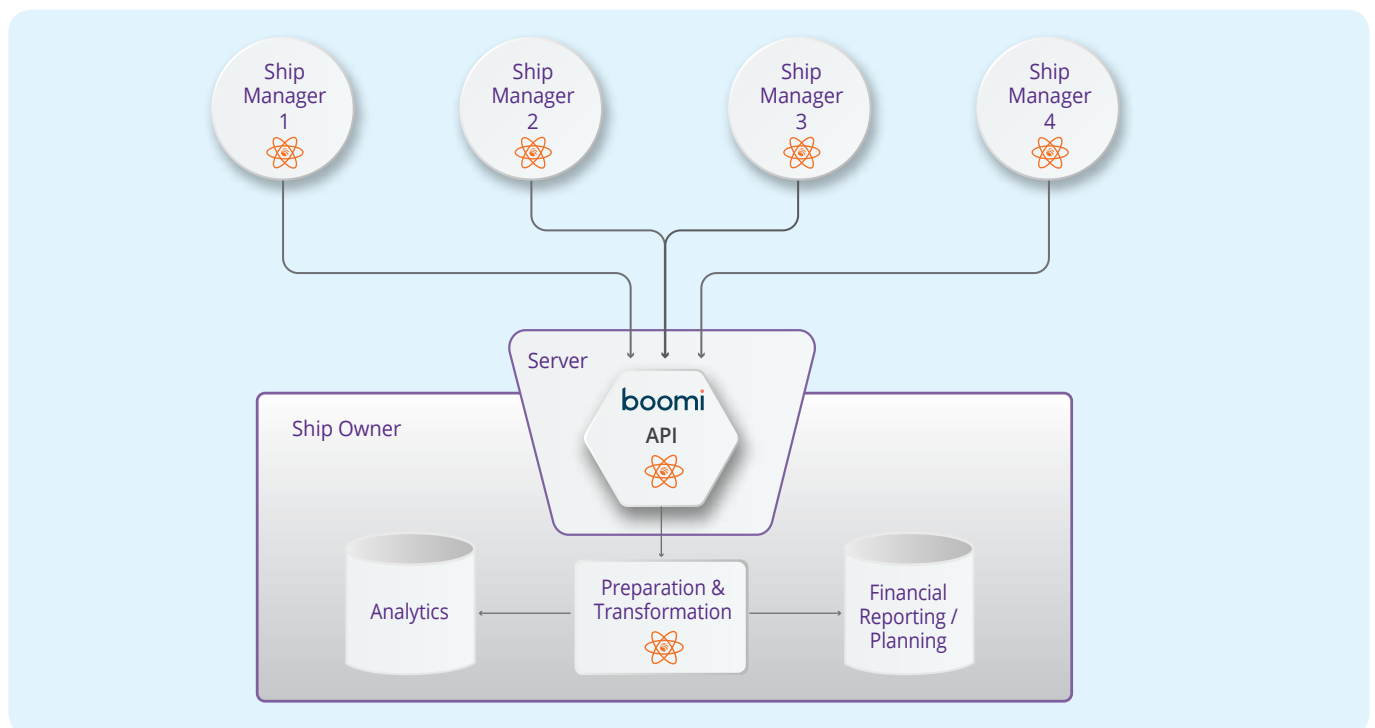 Ship
Manager
1
Ship
Manager
2
Ship
Manager
3
Ship
Manager
4
Server
boomi
API
Ship Owner
Analytics
Preparation &
Transformation
Financial
Reporting /
Planning